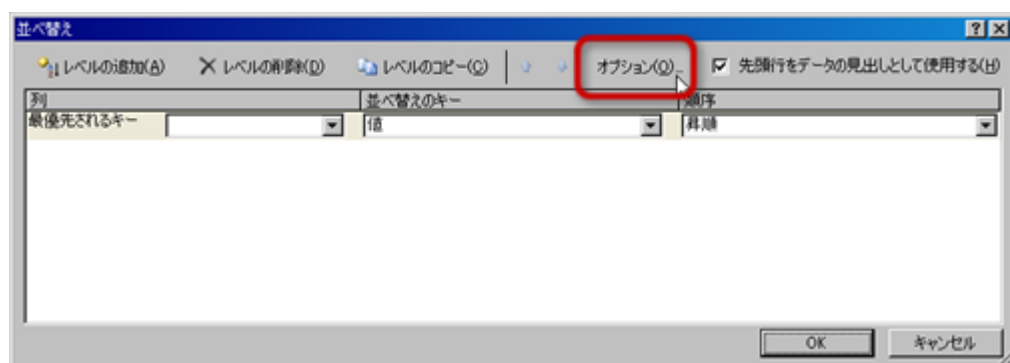 並べ替え
レベルの追加(A) レベルの削除(D) レベルのコピー(C) オプション(O)... 先頭行をデータの見出しとして使用する(H)
列 並べ替えのキー 順序
最優先されるキー 値 昇順
OK キャンセル